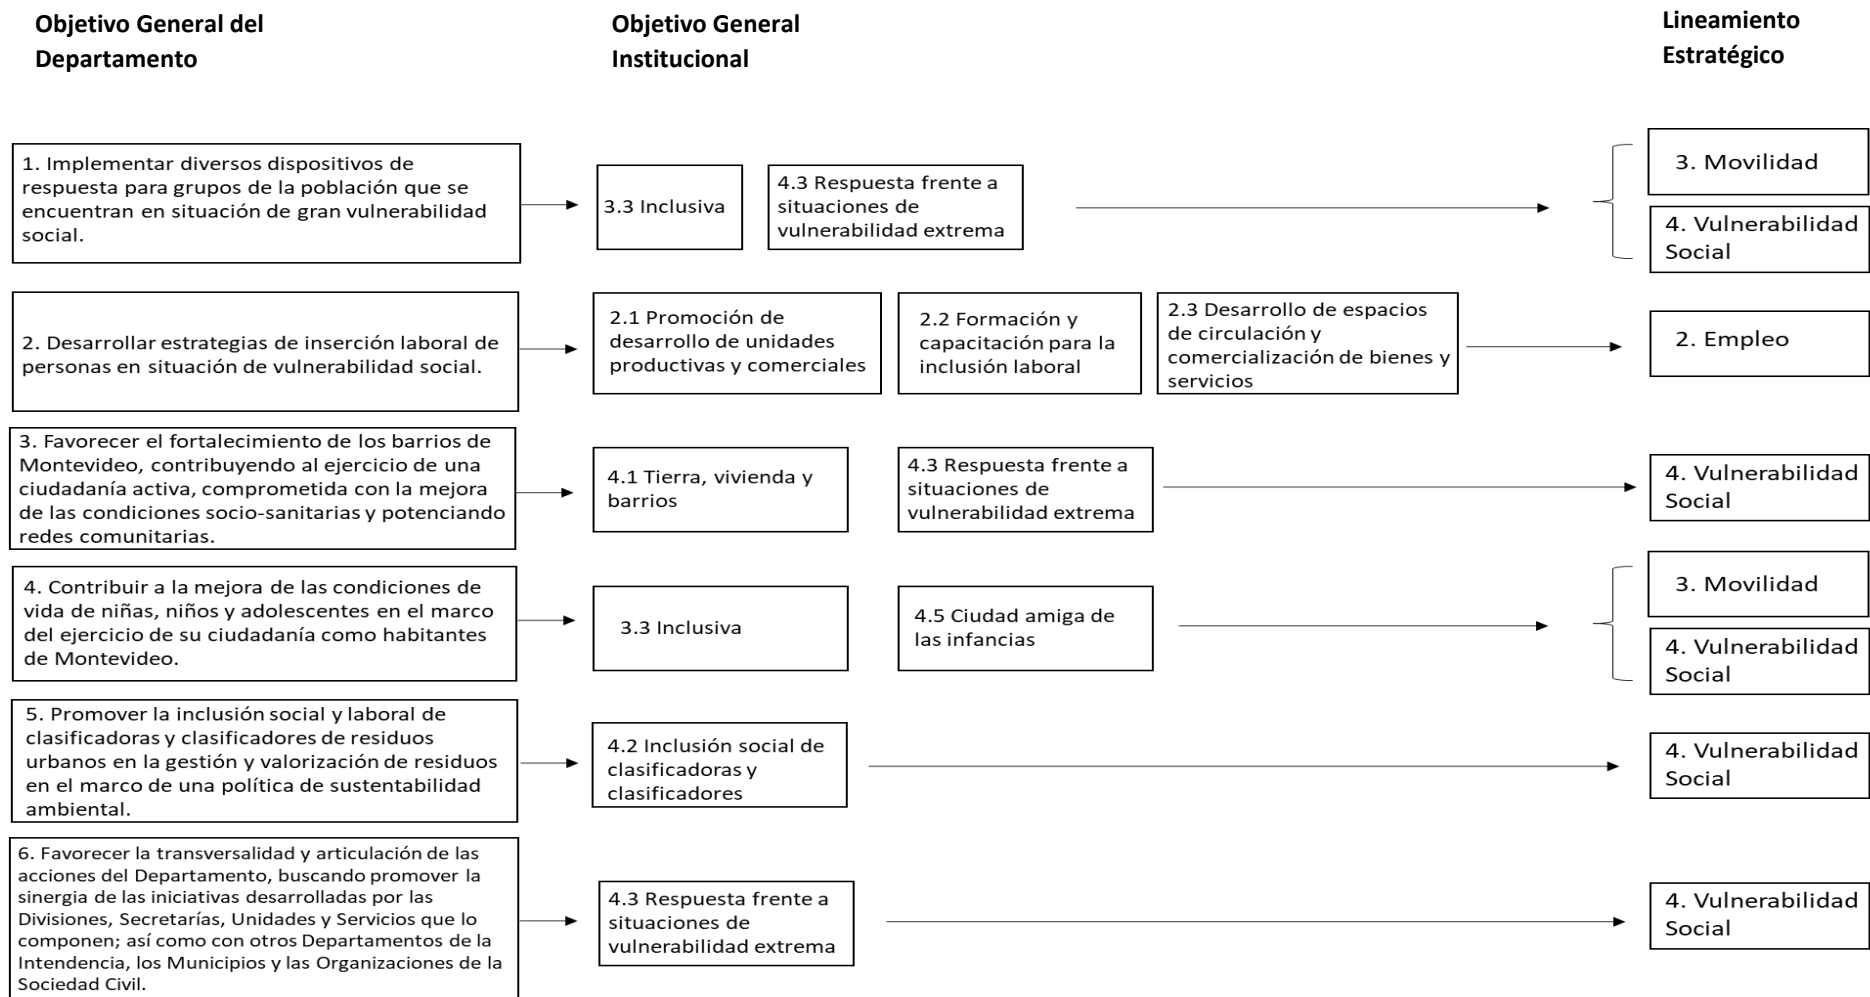 Objetivo General del
Departamento
Objetivo General
Institucional
Lineamiento
Estratégico
1. Implementar diversos dispositivos de
respuesta para grupos de la población que se
encuentran en situación de gran vulnerabilidad
social.
3.3 Inclusiva
4.3 Respuesta frente a
situaciones de
vulnerabilidad extrema
3. Movilidad
4. Vulnerabilidad
Social
2. Desarrollar estrategias de inserción laboral de
personas en situación de vulnerabilidad social.
2.1 Promoción de
desarrollo de unidades
productivas y comerciales
2.2 Formación y
capacitación para la
inclusión laboral
2.3 Desarrollo de espacios
de circulación y
comercialización de bienes y
servicios
2. Empleo
3. Favorecer el fortalecimiento de los barrios de
Montevideo, contribuyendo al ejercicio de una
ciudadanía activa, comprometida con la mejora
de las condiciones socio-sanitarias y potenciando
redes comunitarias.
4.1 Tierra, vivienda y
barrios
4.3 Respuesta frente a
situaciones de
vulnerabilidad extrema
4. Vulnerabilidad
Social
4. Contribuir a la mejora de las condiciones de
vida de niñas, niños y adolescentes en el marco
del ejercicio de su ciudadanía como habitantes
de Montevideo.
3.3 Inclusiva
4.5 Ciudad amiga de
las infancias
3. Movilidad
4. Vulnerabilidad
Social
5. Promover la inclusión social y laboral de
clasificadoras y clasificadores de residuos
urbanos en la gestión y valorización de residuos
en el marco de una política de sustentabilidad
ambiental.
4.2 Inclusión social de
clasificadoras y
clasificadores
4. Vulnerabilidad
Social
6. Favorecer la transversalidad y articulación de las
acciones del Departamento, buscando promover la
sinergia de las iniciativas desarrolladas por las
Divisiones, Secretarías, Unidades y Servicios que lo
componen; así como con otros Departamentos de la
Intendencia, los Municipios y las Organizaciones de la
Sociedad Civil.
4.3 Respuesta frente a
situaciones de
vulnerabilidad extrema
4. Vulnerabilidad
Social